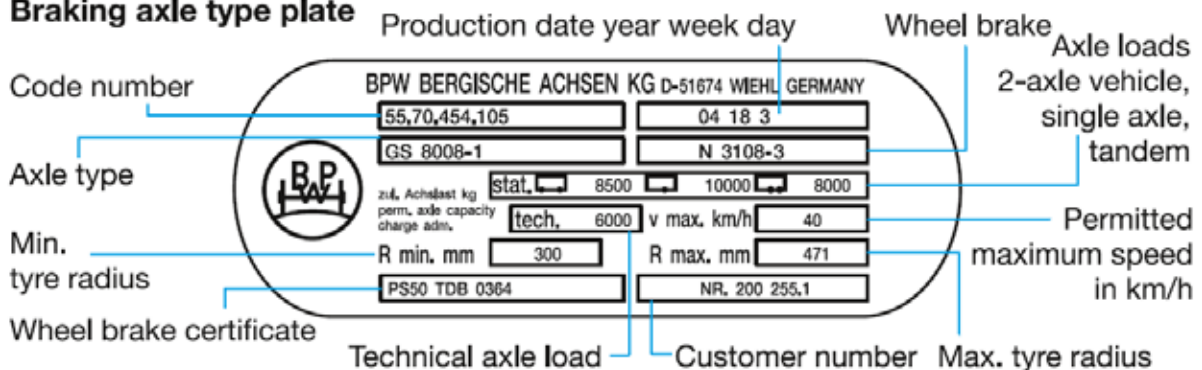 Braking axle type plate
Production date year week day
Wheel brake
Axle loads
2-axle vehicle,
single axle,
tandem
Code number
BPW BERGISCHE ACHSEN KG D-51674 WIEHL GERMANY
55,70,454,105 04 18 3
GS 8008-1 N 3108-3
Axle type
BPW
zul. Achslast kg
perm. axle capacity
charge adm.
stat. 8500 10000 8000
tech. 6000 v max. km/h 40
Permitted
maximum speed
in km/h
Min.
tyre radius
R min. mm 300 R max. mm 471
PS50 TDB 0364 NR. 200 255.1
Wheel brake certificate
Technical axle load
Customer number
Max. tyre radius